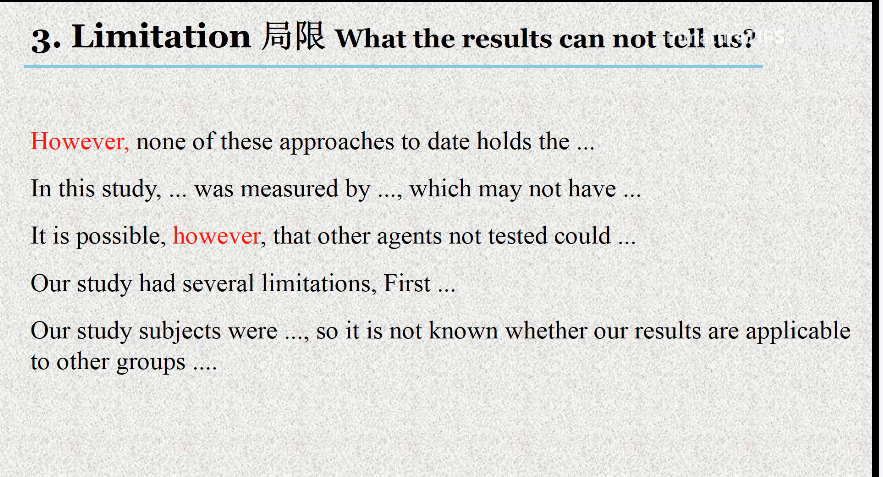 3. Limitation 局限 What the results can not tell us?
However, none of these approaches to date holds the ...
In this study, ... was measured by ..., which may not have ...
It is possible, however, that other agents not tested could ...
Our study had several limitations, First ...
Our study subjects were ..., so it is not known whether our results are applicable
to other groups ....